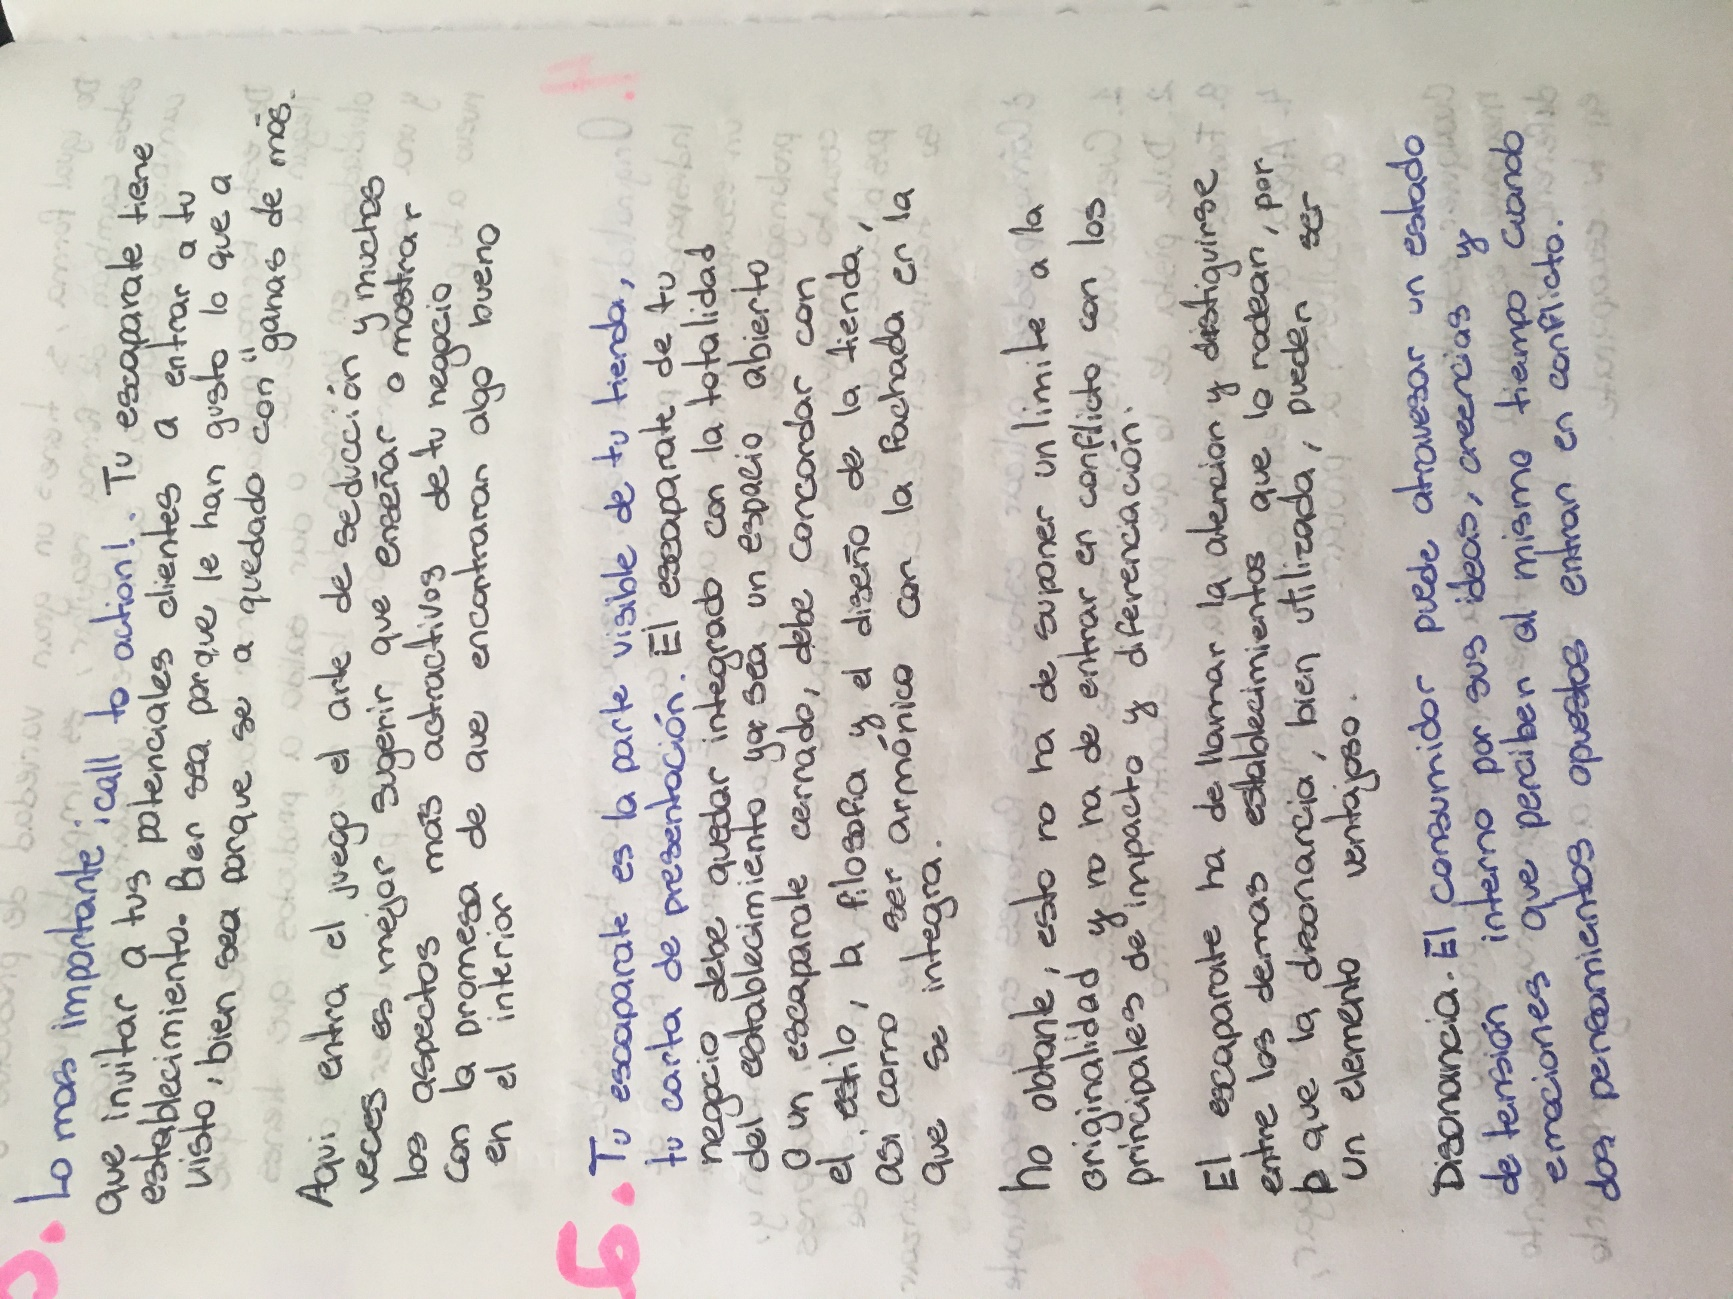 Lo mas importante ¡call to action!. Tu escaparate tiene
que invitar a tus potenciales clientes a entrar a tu
establecimiento. Bien sea porque le han gusto lo que a
visto, bien sea porque se a quedado con "ganas de más.
Aqui entra el juego el arte de seducción y muchas
veces es mejor sugerir que enseñar o mostrar
los aspectos más actractivos de tu negocio
con la promesa de que encontraran algo bueno
en el interior
6. Tu escaparate es la parte visible de tu tienda,
tu carta de presentación. El escaparate de tu
negocio debe quedar integrado con la totalidad
del establecimiento ya sea un espacio abierto
o un escaparate cerrado, debe concordar con
el estilo, la filosofia y el diseño de la tienda,
asi como ser armónico con la fachada en la
que se integra.
no obtante, esto no ha de suponer un limite a la
originalidad y no ha de entrar en conflicto con los
principales de impacto y diferenciación.
El escaparate ha de llamar la atencion y distiguirse
entre los demas establecimientos que lo rodean, por
lo que la disonancia, bien utilizada, pueden ser
un elemento ventajoso.
Disonancia. El consumidor puede atravesar un estado
de tensión interno por sus ideas, creencias y
emociones que perciben al mismo tiempo cuando
dos pensamientos opuestos entran en conflicto.